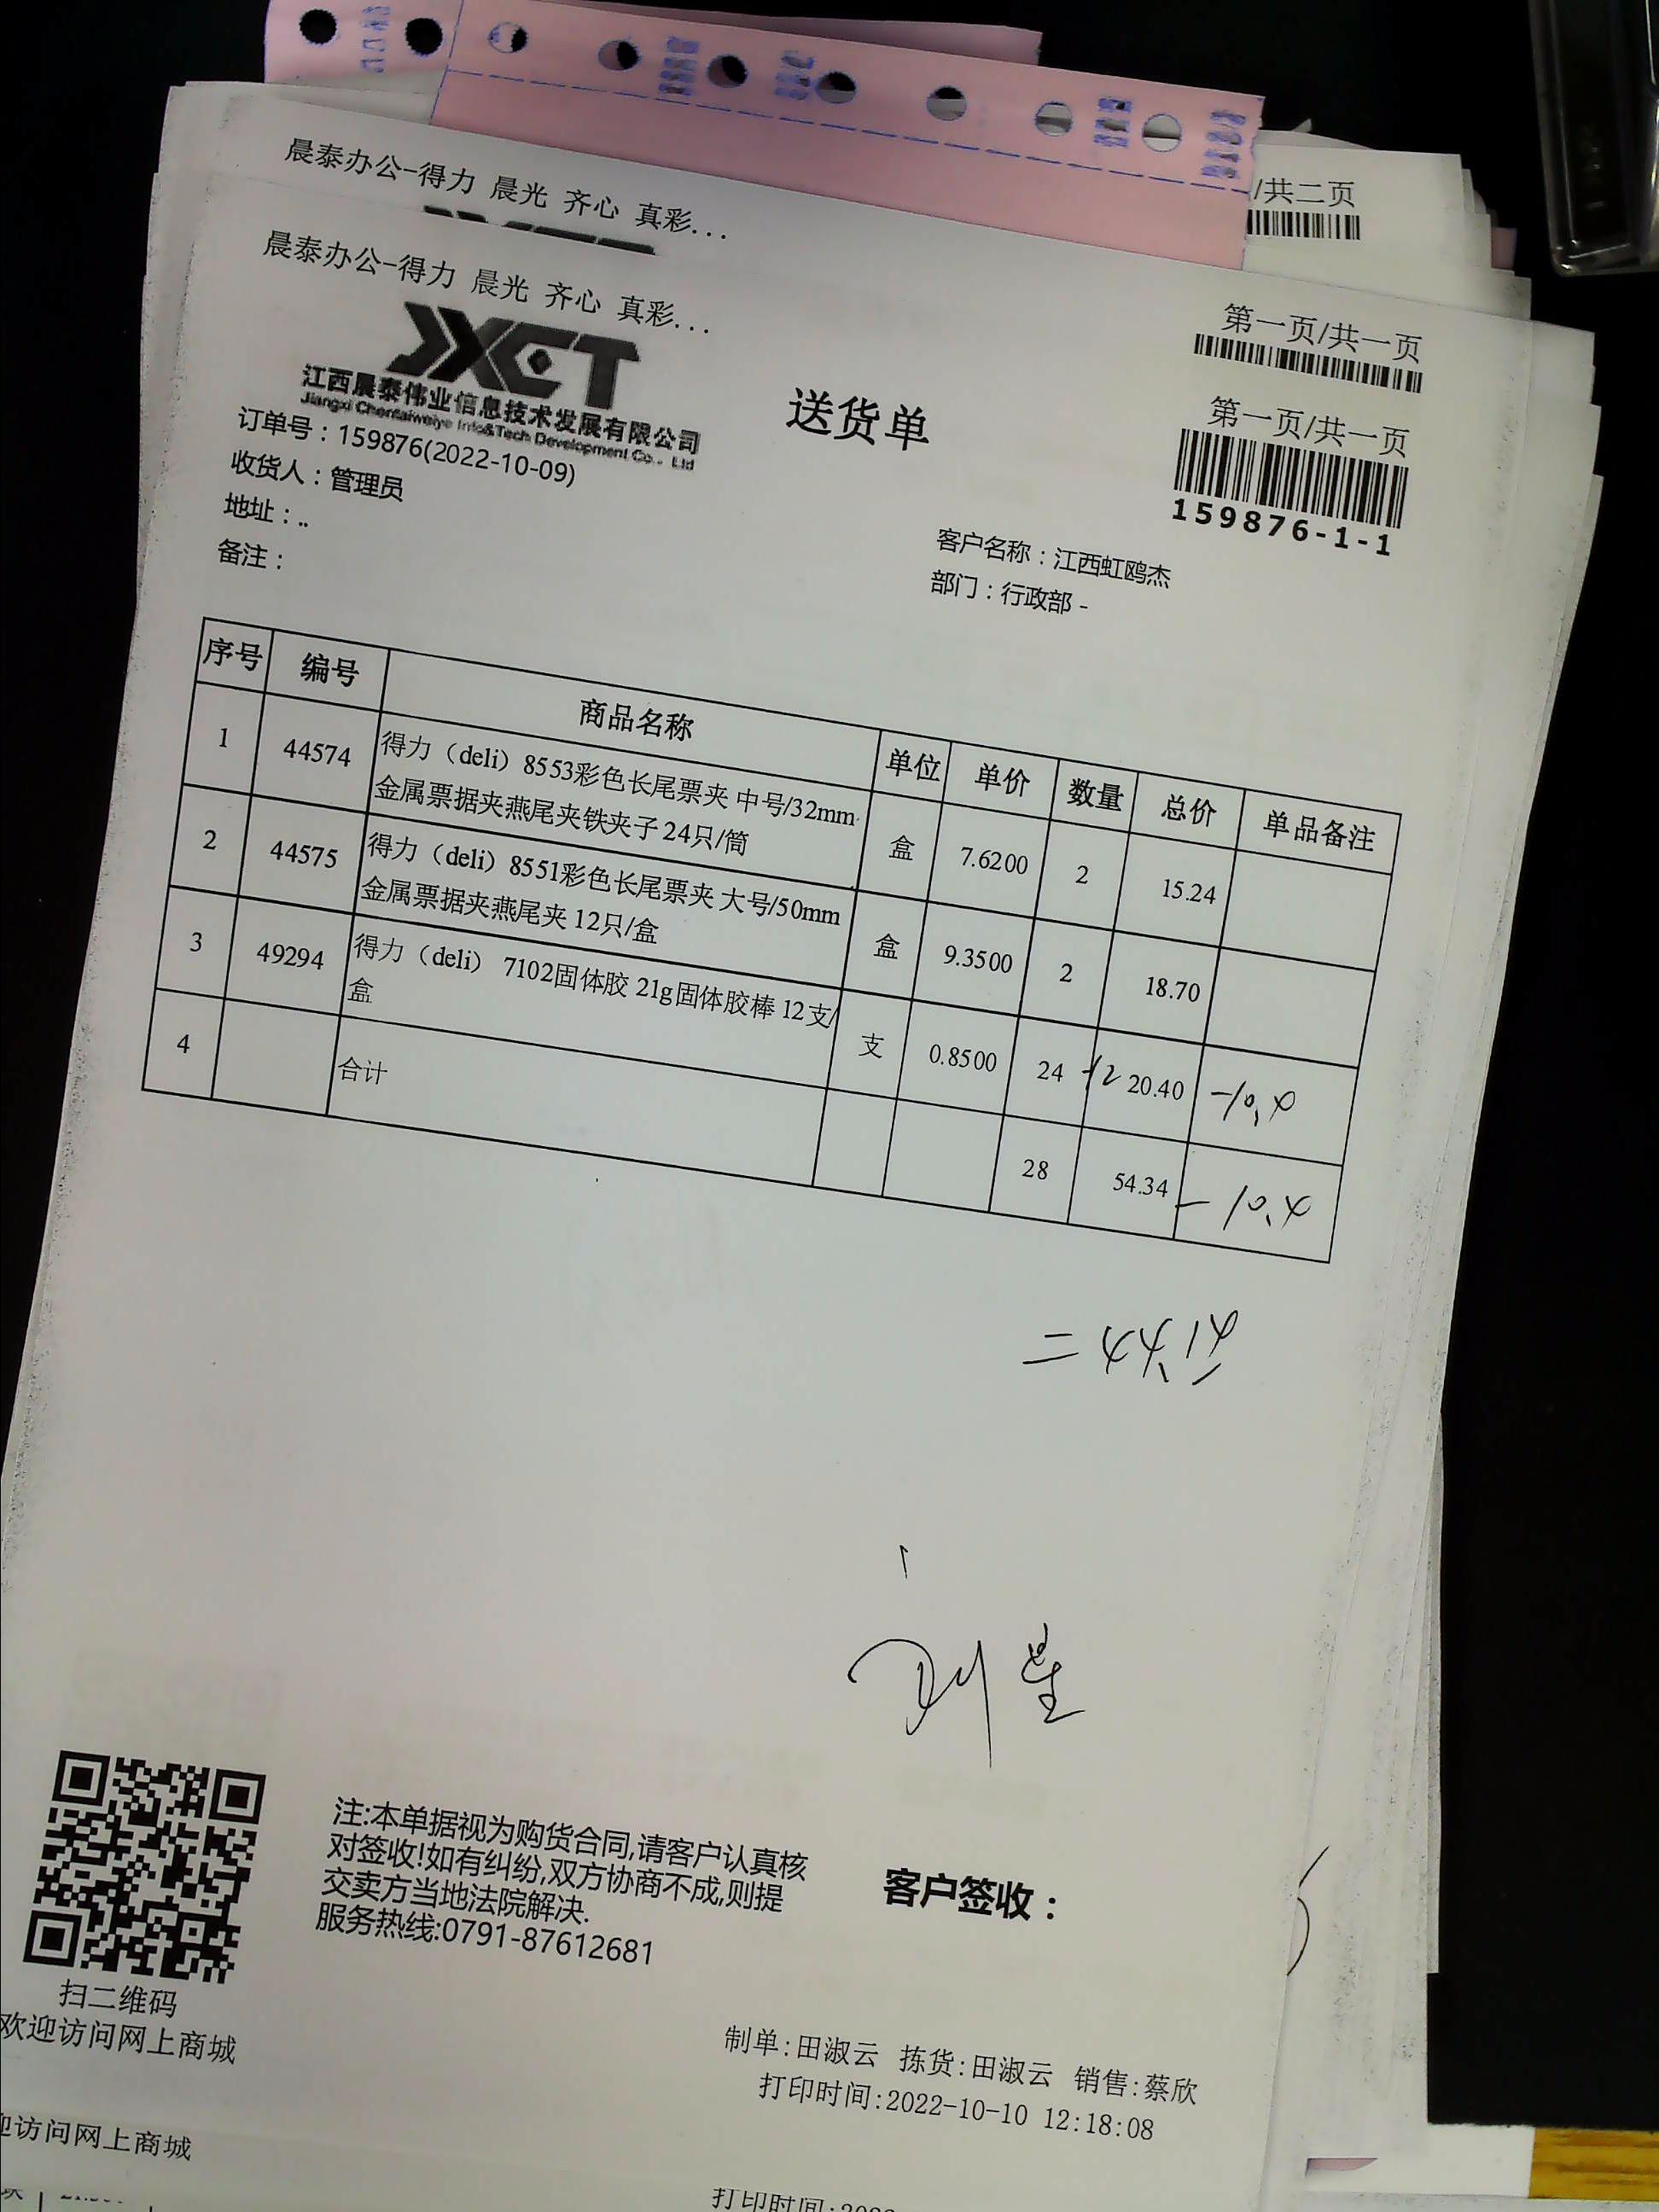 /共二页
晨泰办公-得力 晨光 齐心 真彩...
第一页/共一页
晨泰办公-得力 晨光 齐心 真彩...
第一页/共一页
JXCT
江西晨泰伟业信息技术发展有限公司
Jiangxi Chentaiweiye Info&Tech Development Co., Ltd
送货单
159876-1-1
订单号：159876(2022-10-09)
收货人：管理员
地址：..
备注：
客户名称：江西虹鸥杰
部门：行政部 -
序号 编号 商品名称 单位 单价 数量 总价 单品备注
1 44574 得力（deli）8553彩色长尾票夹 中号/32mm 盒 7.6200 2 15.24
金属票据夹燕尾夹铁夹子 24只/筒
2 44575 得力（deli）8551彩色长尾票夹 大号/50mm 盒 9.3500 2 18.70
金属票据夹燕尾夹 12只/盒
3 49294 得力（deli） 7102固体胶 21g固体胶棒 12支/ 支 0.8500 24 -12 20.40 -10.4
盒
4 合计 28 54.34 -10.4
=44.14
刘星
注:本单据视为购货合同,请客户认真核
对签收!如有纠纷,双方协商不成,则提
交卖方当地法院解决.
服务热线:0791-87612681
客户签收：
扫二维码
欢迎访问网上商城
制单:田淑云 拣货:田淑云 销售:蔡欣
打印时间:2022-10-10 12:18:08
迎访问网上商城
打印时间:2022